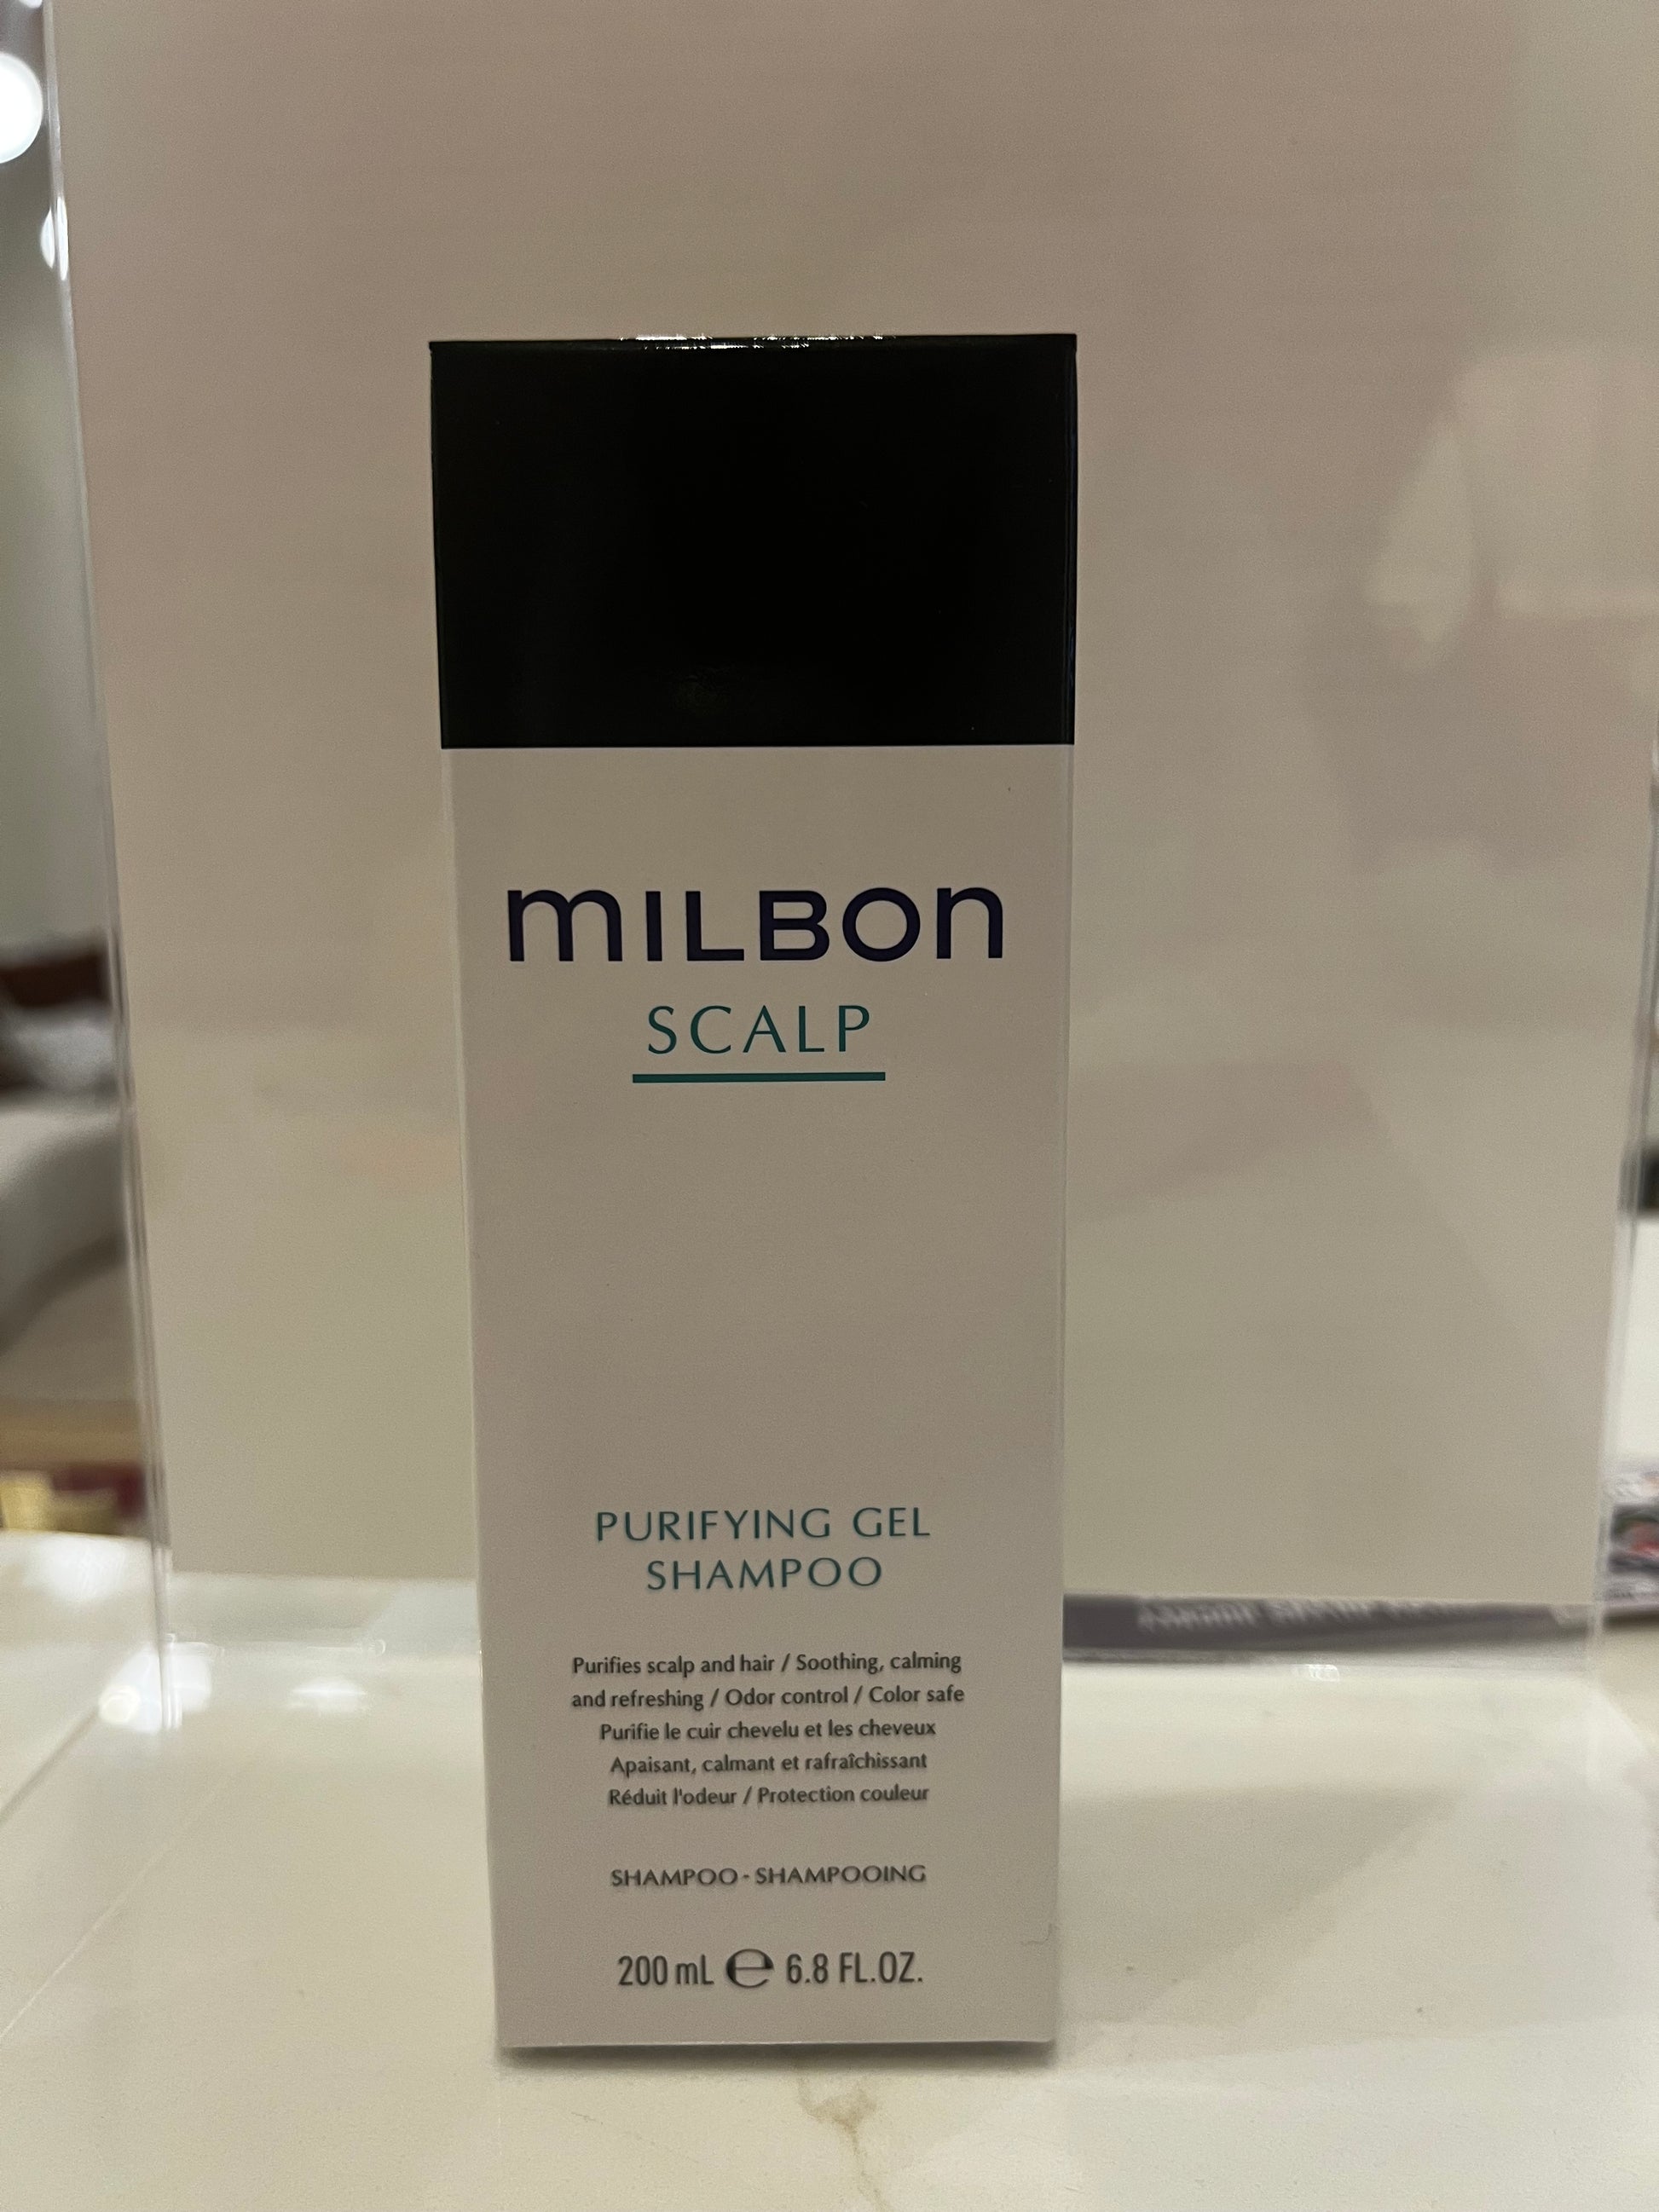 mILBOn
SCALP
PURIFYING GEL
SHAMPOO
Purifies scalp and hair / Soothing, calming
and refreshing / Odor control / Color safe
Purifie le cuir chevelu et les cheveux
Apaisant, calmant et rafraîchissant
Réduit l'odeur / Protection couleur
SHAMPOO - SHAMPOOING
200 mL ℮ 6.8 FL.OZ.